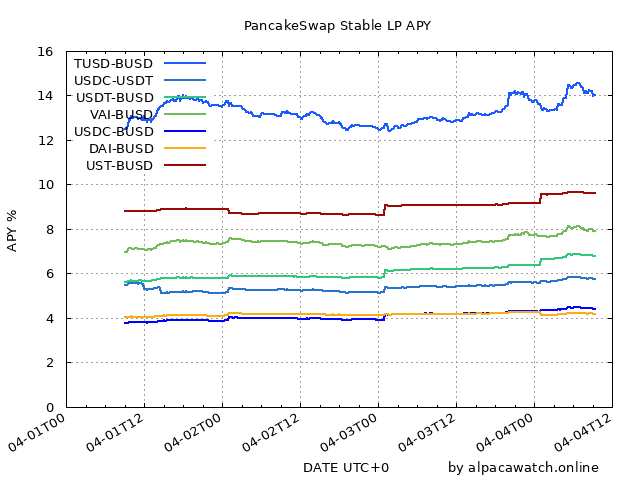 PancakeSwap Stable LP APY
16
14
12
10
8
6
4
2
0
APY %
TUSD-BUSD
USDC-USDT
USDT-BUSD
VAI-BUSD
USDC-BUSD
DAI-BUSD
UST-BUSD
04-01T00
04-01T12
04-02T00
04-02T12
04-03T00
04-03T12
04-04T00
04-04T12
DATE UTC+0
by alpacawatch.online